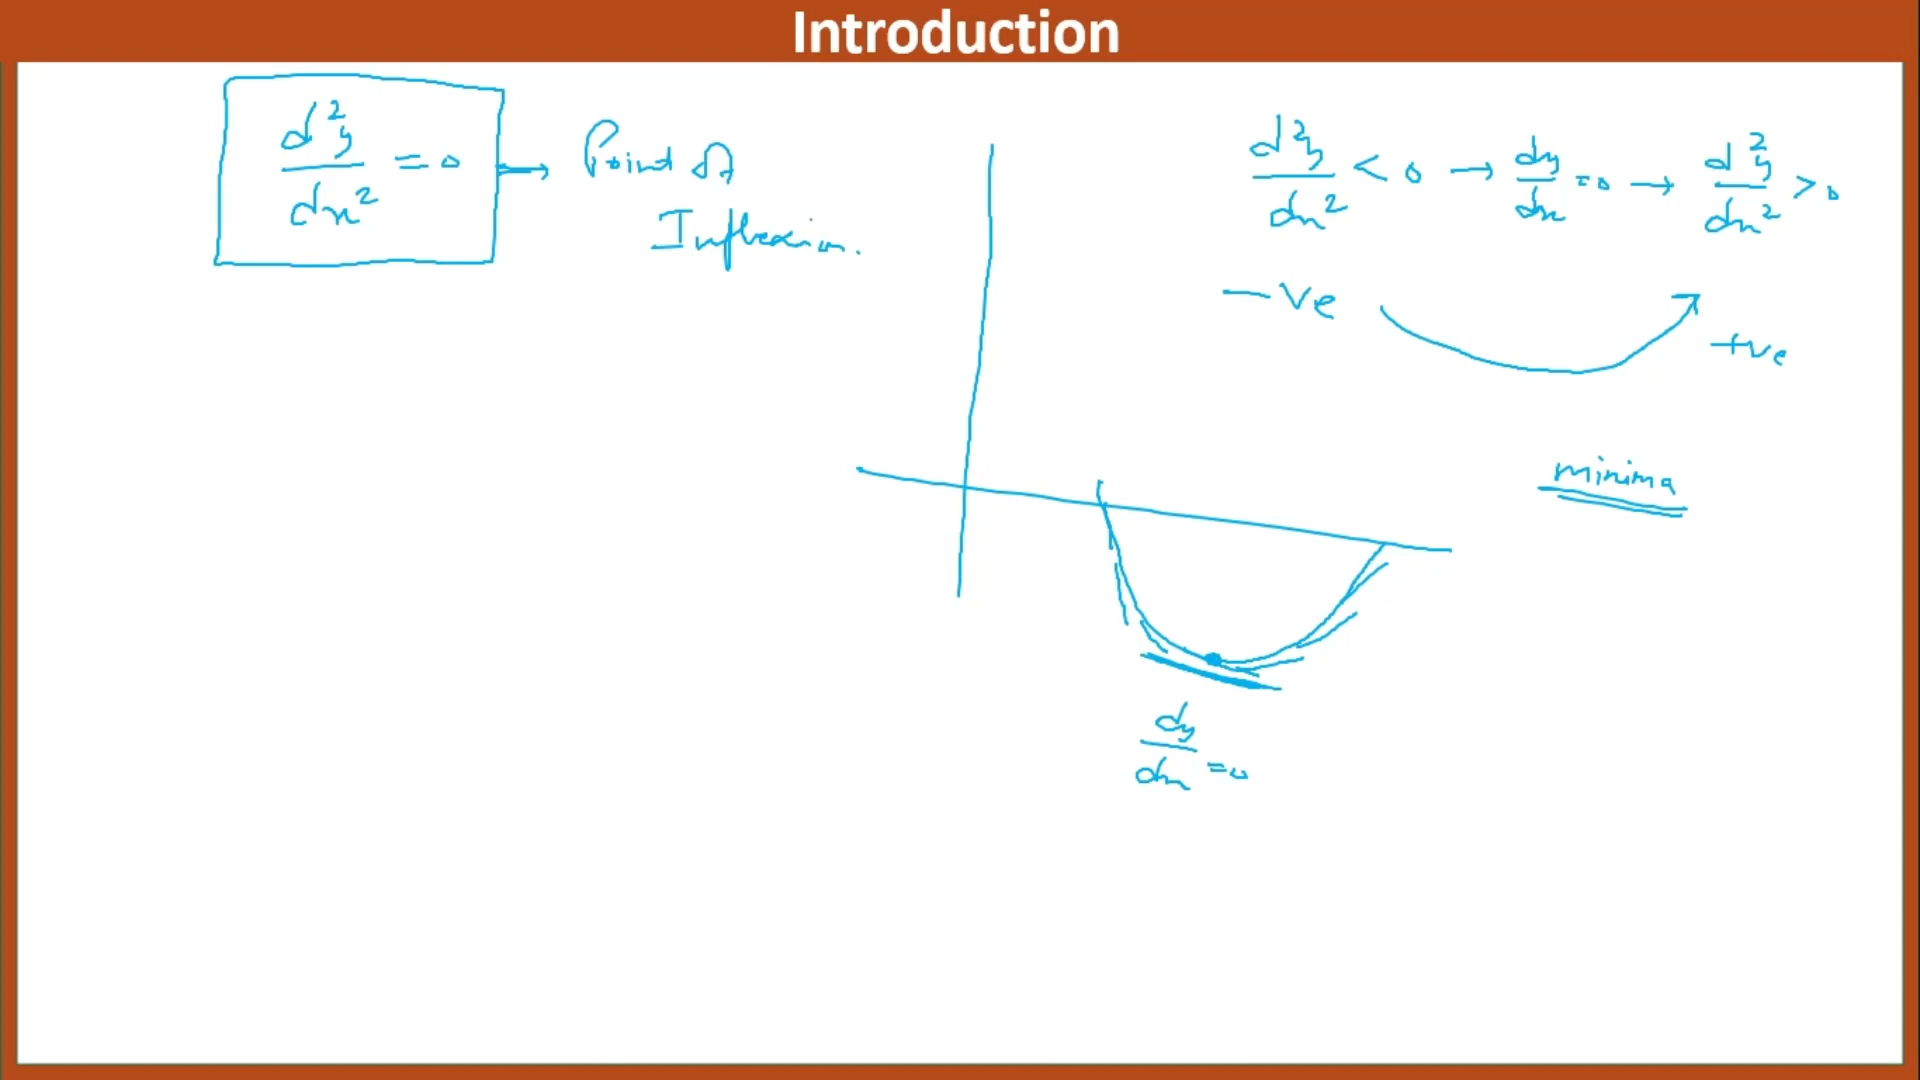 Introduction
d²y/dx² = 0 → Point of
Inflexion.
d²y/dx² < 0 → dy/dx = 0 → d²y/dx² > 0
-ve
+ve
minima
dy/dx = 0